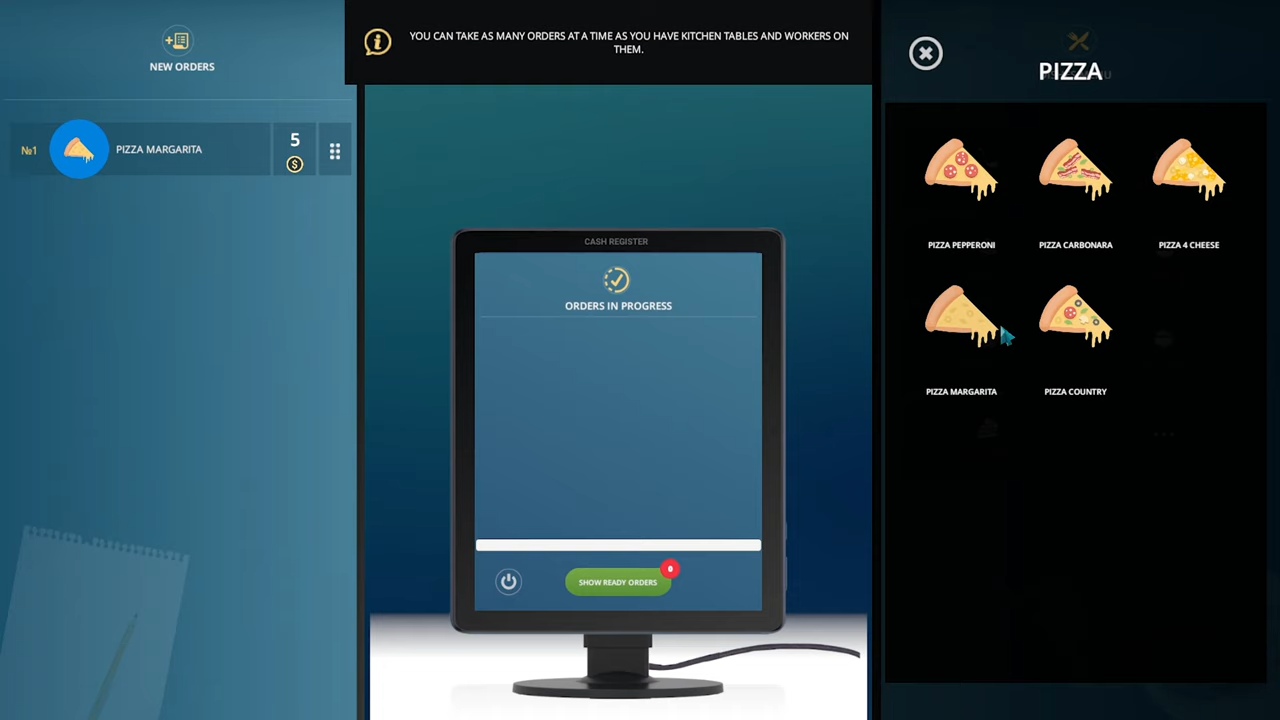 NEW ORDERS
№1
PIZZA MARGARITA
5
$
YOU CAN TAKE AS MANY ORDERS AT A TIME AS YOU HAVE KITCHEN TABLES AND WORKERS ON
THEM.
CASH REGISTER
ORDERS IN PROGRESS
SHOW READY ORDERS
0
PIZZA
PIZZA PEPPERONI
PIZZA CARBONARA
PIZZA 4 CHEESE
PIZZA MARGARITA
PIZZA COUNTRY